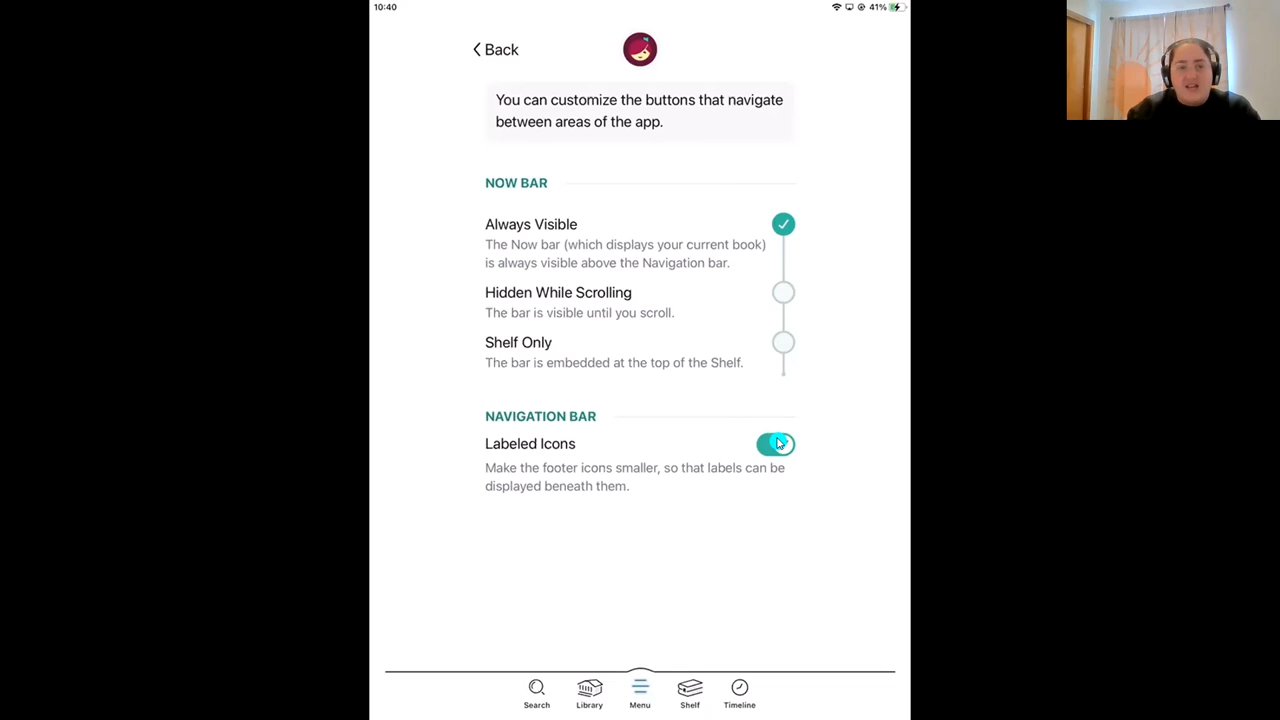 10:40
41%
Back
You can customize the buttons that navigate
between areas of the app.
NOW BAR
Always Visible
The Now bar (which displays your current book)
is always visible above the Navigation bar.
Hidden While Scrolling
The bar is visible until you scroll.
Shelf Only
The bar is embedded at the top of the Shelf.
NAVIGATION BAR
Labeled Icons
Make the footer icons smaller, so that labels can be
displayed beneath them.
Search Library Menu Shelf Timeline